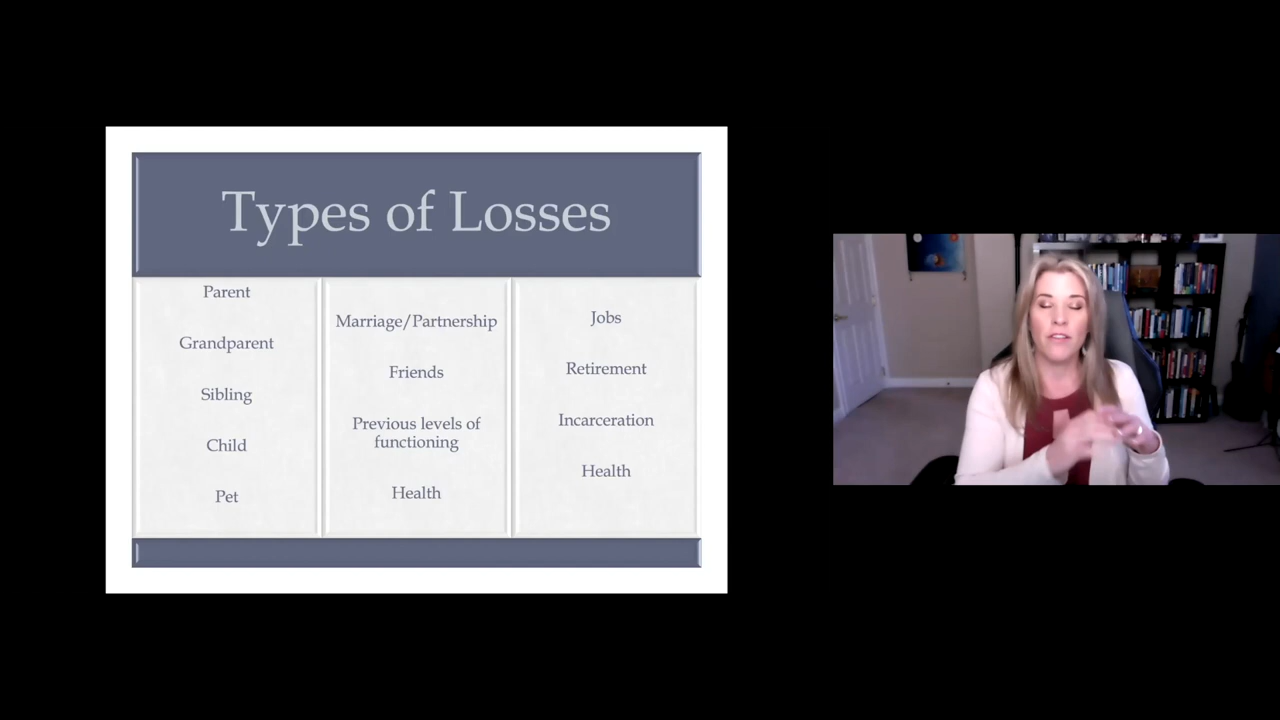 Types of Losses
Parent
Grandparent
Sibling
Child
Pet
Marriage/Partnership
Friends
Previous levels of
functioning
Health
Jobs
Retirement
Incarceration
Health